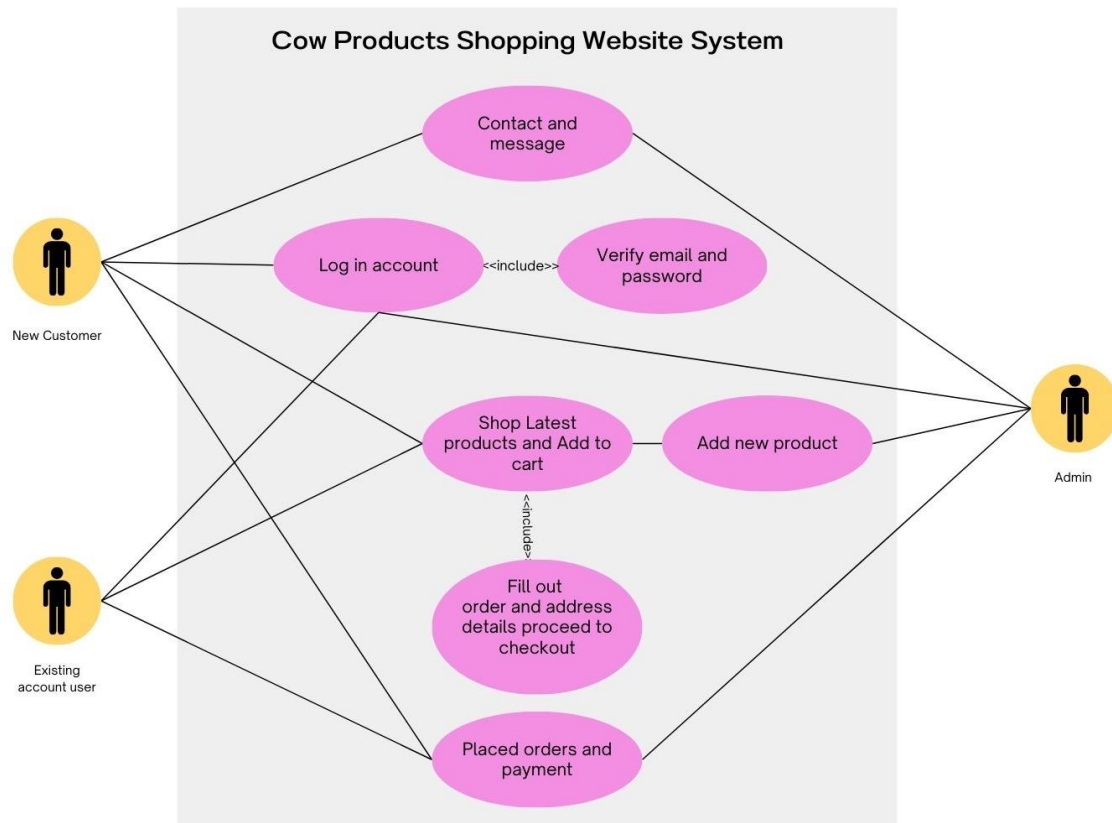 Cow Products Shopping Website System
Contact and
message
Log in account
<<include>>
Verify email and
password
New Customer
Shop Latest
products and Add to
cart
Add new product
Admin
<<include>
Fill out
order and address
details proceed to
checkout
Existing
account user
Placed orders and
payment